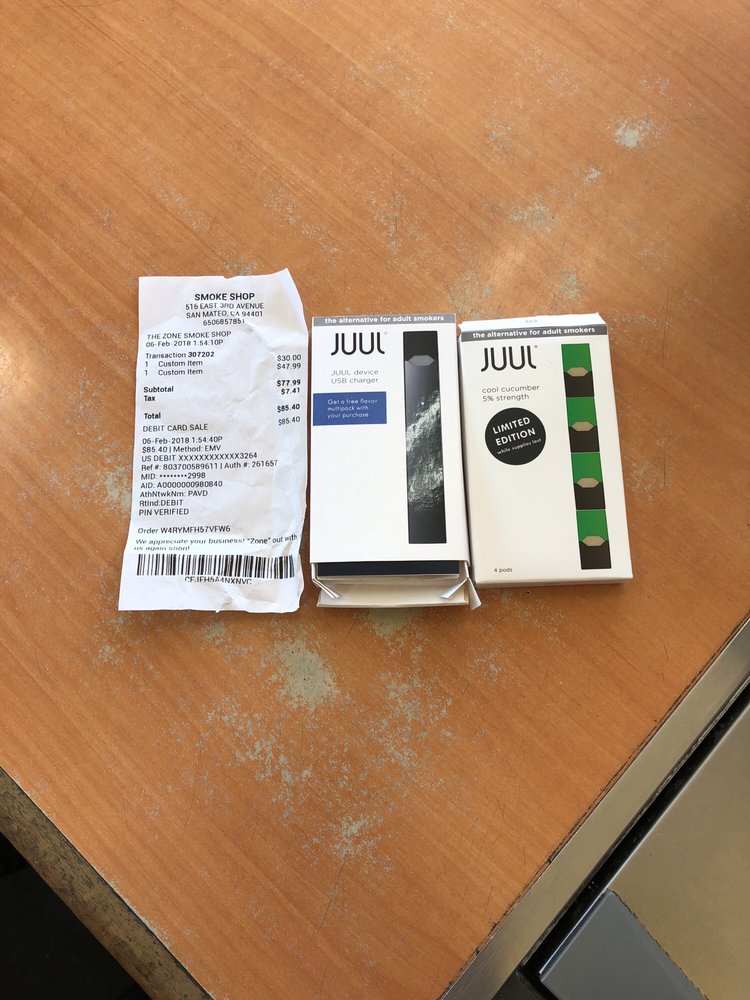 SMOKE SHOP
516 EAST 3RD AVENUE
SAN MATEO, CA 94401
6506857851
THE ZONE SMOKE SHOP
06-Feb-2018 1:54:10P
Transaction 307202
1 Custom Item $30.00
1 Custom Item $47.99
Subtotal $77.99
Tax $7.41
Total $85.40
DEBIT CARD SALE $85.40
06-Feb-2018 1:54:40P
$85.40 | Method: EMV
US DEBIT XXXXXXXXXXXX3264
Ref #: 803700589611 | Auth #: 261657
MID: ********2998
AID: A0000000980840
AthNtwkNm: PAVD
RtInd:DEBIT
PIN VERIFIED
Order W4RYMFH57VFW6
We appreciate your business! "Zone" out with
us again soon!
the alternative for adult smokers
JUUL
JUUL device
USB charger
Get a free flavor
multipack with
your purchase
the alternative for adult smokers
JUUL
cool cucumber
5% strength
LIMITED
EDITION
while supplies last
4 pods